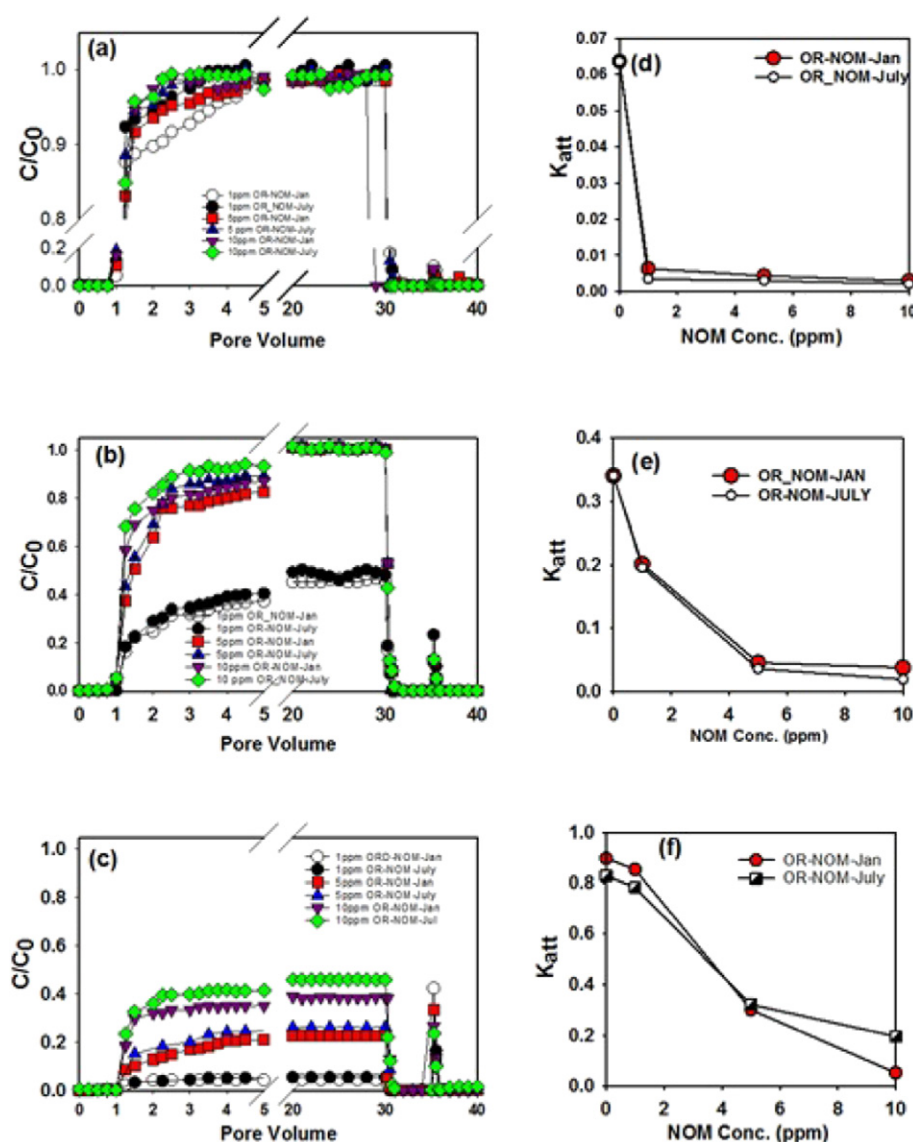 (a)
C/C0
1.0
0.9
0.8
0.2
0.0
1ppm OR-NOM-Jan
1ppm OR_NOM-July
5ppm OR-NOM-Jan
5 ppm OR-NOM-July
10ppm OR-NOM-Jan
10ppm OR-NOM-July
0 1 2 3 4 5 20 30 40
Pore Volume
(d)
Katt
0.07
0.06
0.05
0.04
0.03
0.02
0.01
0.00
OR-NOM-Jan
OR_NOM-July
0 2 4 6 8 10
NOM Conc. (ppm)
(b)
C/C0
1.0
0.8
0.6
0.4
0.2
0.0
1ppm OR_NOM-Jan
1ppm OR-NOM-July
5ppm OR-NOM-Jan
5ppm OR-NOM-July
10ppm OR-NOM-Jan
10 ppm OR-NOM-July
0 1 2 3 4 5 20 30 40
Pore Volume
(e)
Katt
0.4
0.3
0.2
0.1
0.0
OR_NOM-JAN
OR-NOM-JULY
0 2 4 6 8 10
NOM Conc. (ppm)
(c)
C/C0
1.0
0.8
0.6
0.4
0.2
0.0
1ppm ORD-NOM-Jan
1ppm OR-NOM-July
5ppm OR-NOM-Jan
5ppm OR-NOM-July
10ppm OR-NOM-Jan
10ppm OR-NOM-Jul
0 1 2 3 4 5 20 30 40
Pore Volume
(f)
Katt
1.0
0.8
0.6
0.4
0.2
0.0
OR-NOM-Jan
OR-NOM-July
0 2 4 6 8 10
NOM Conc. (ppm)